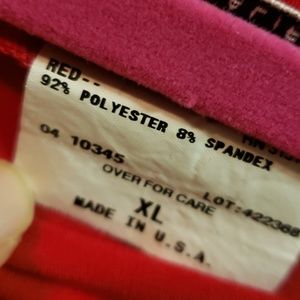 RED--
92% POLYESTER 8% SPANDEX
04 10345
LOT:422368
OVER FOR CARE
XL
MADE IN U.S.A.